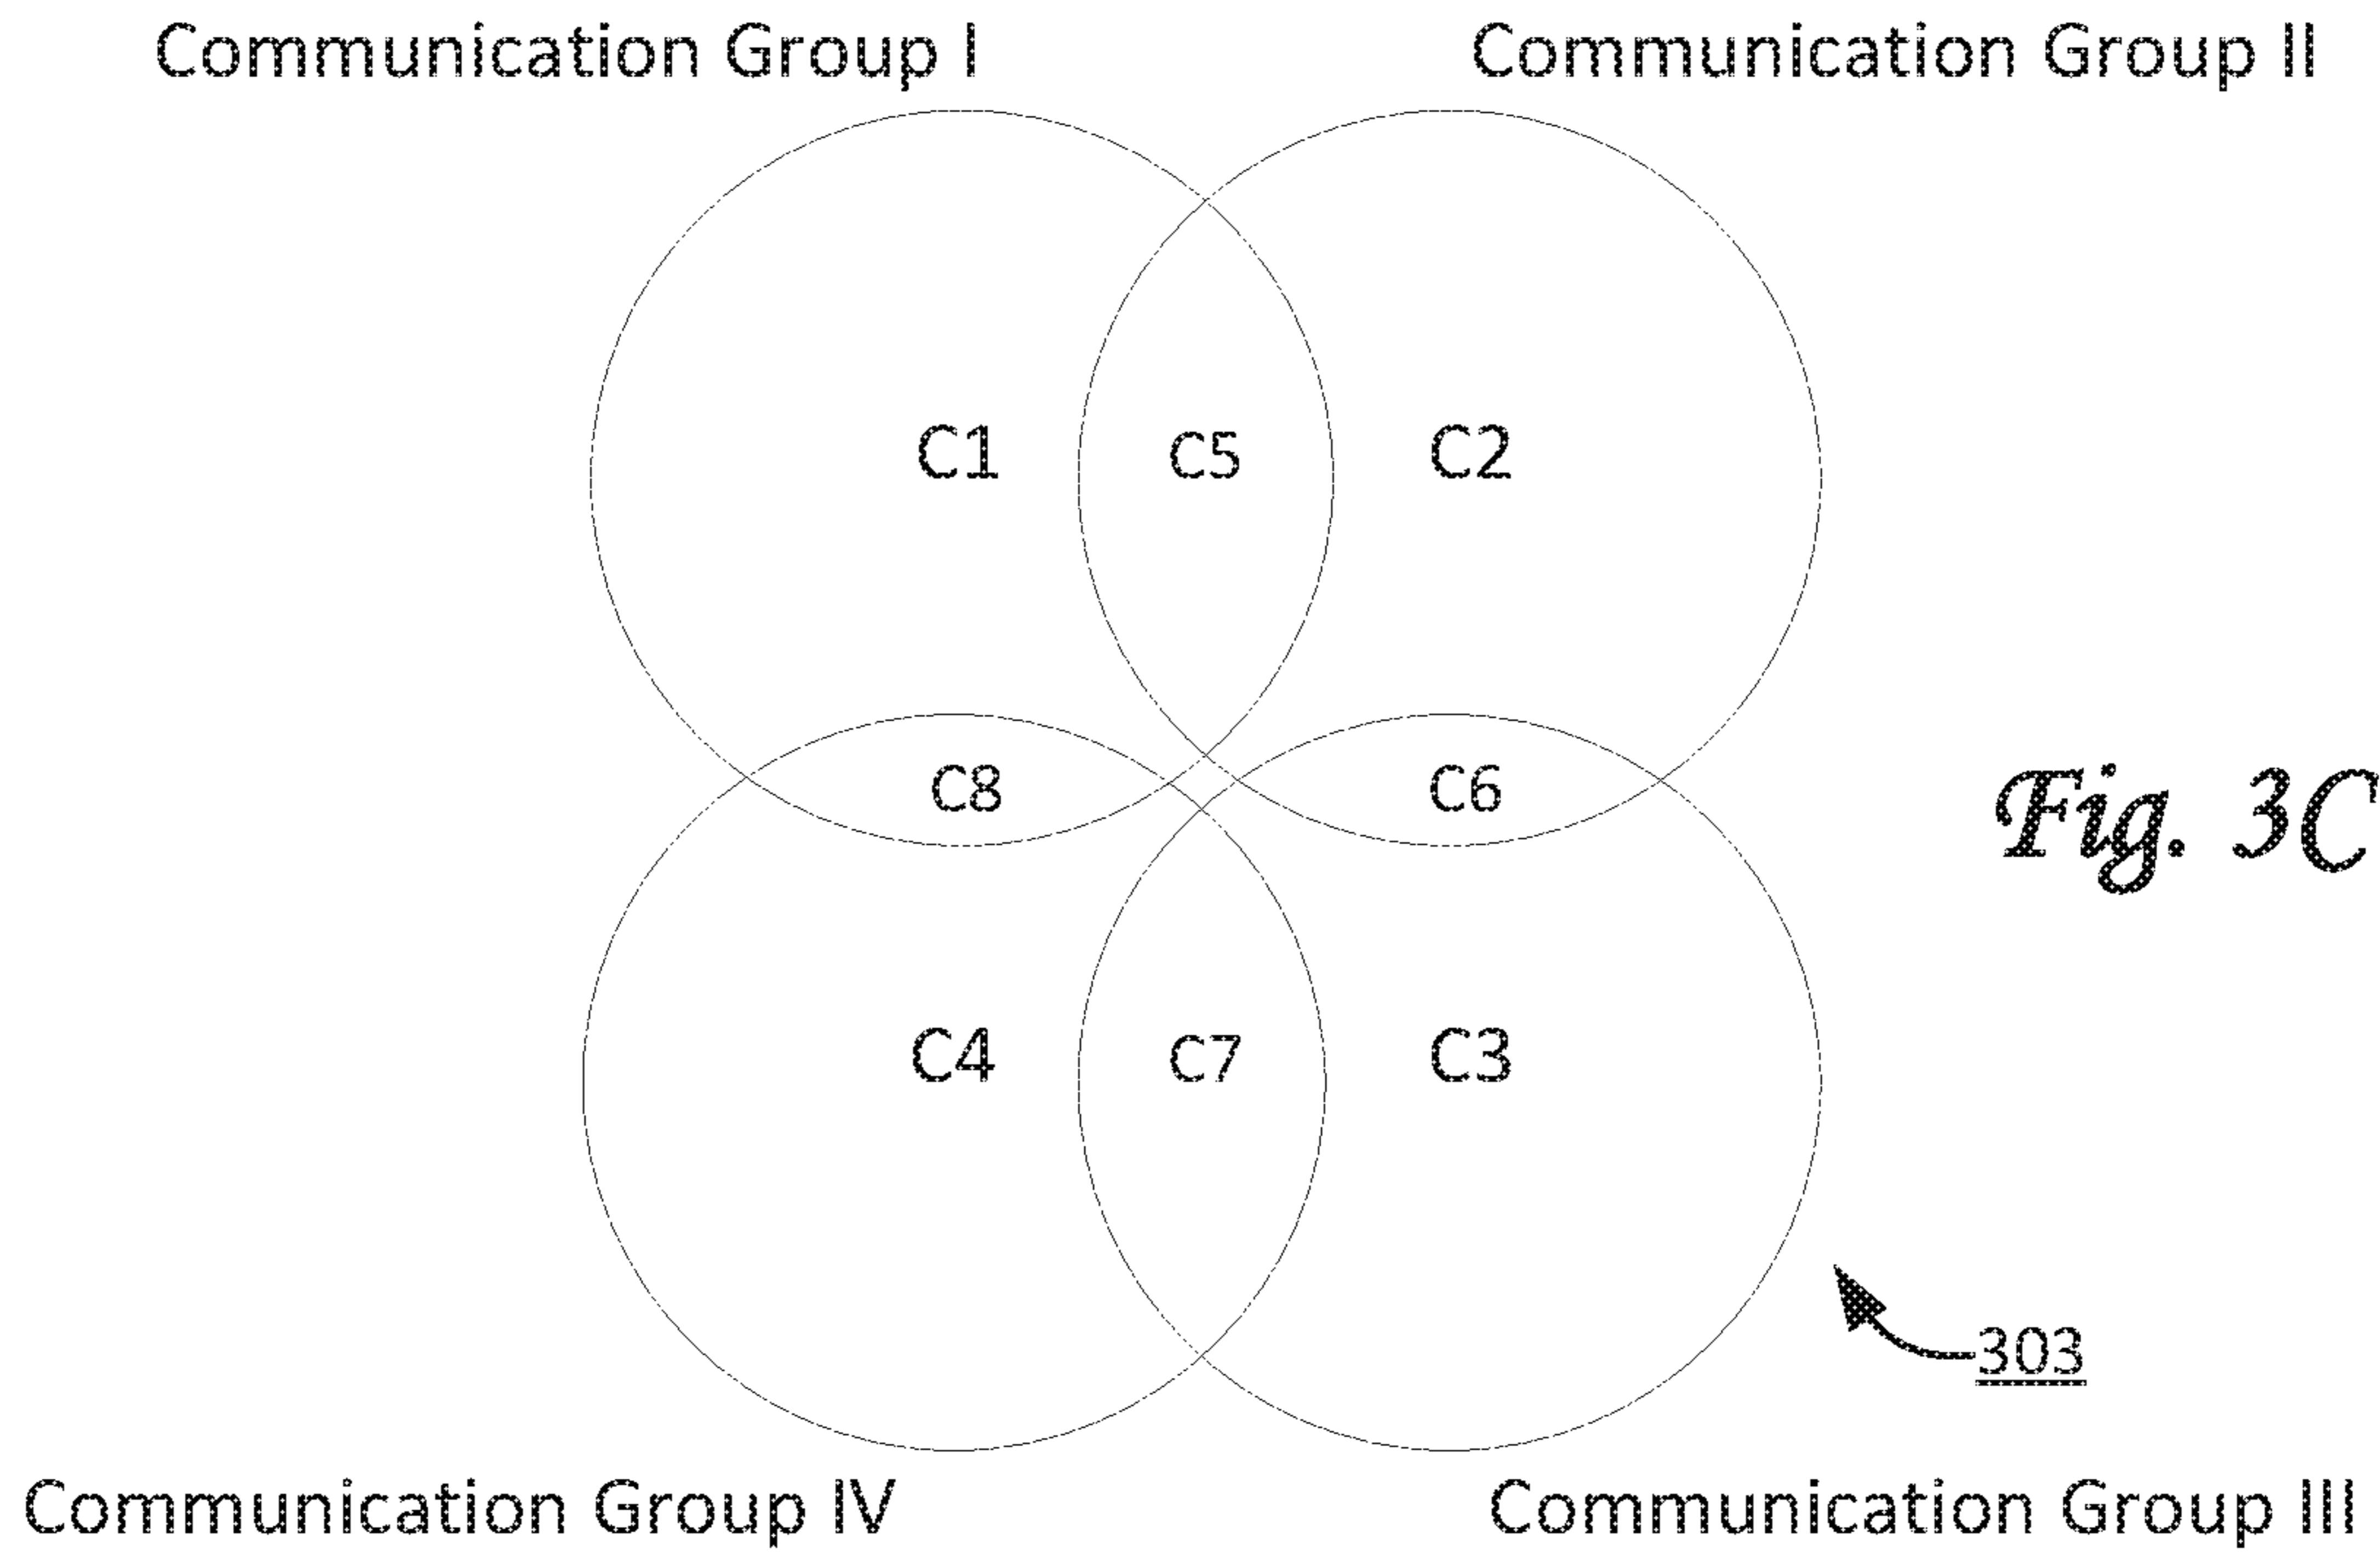 Communication Group I
Communication Group II
C1
C5
C2
C8
C6
Fig. 3C
C4
C7
C3
303
Communication Group IV
Communication Group III